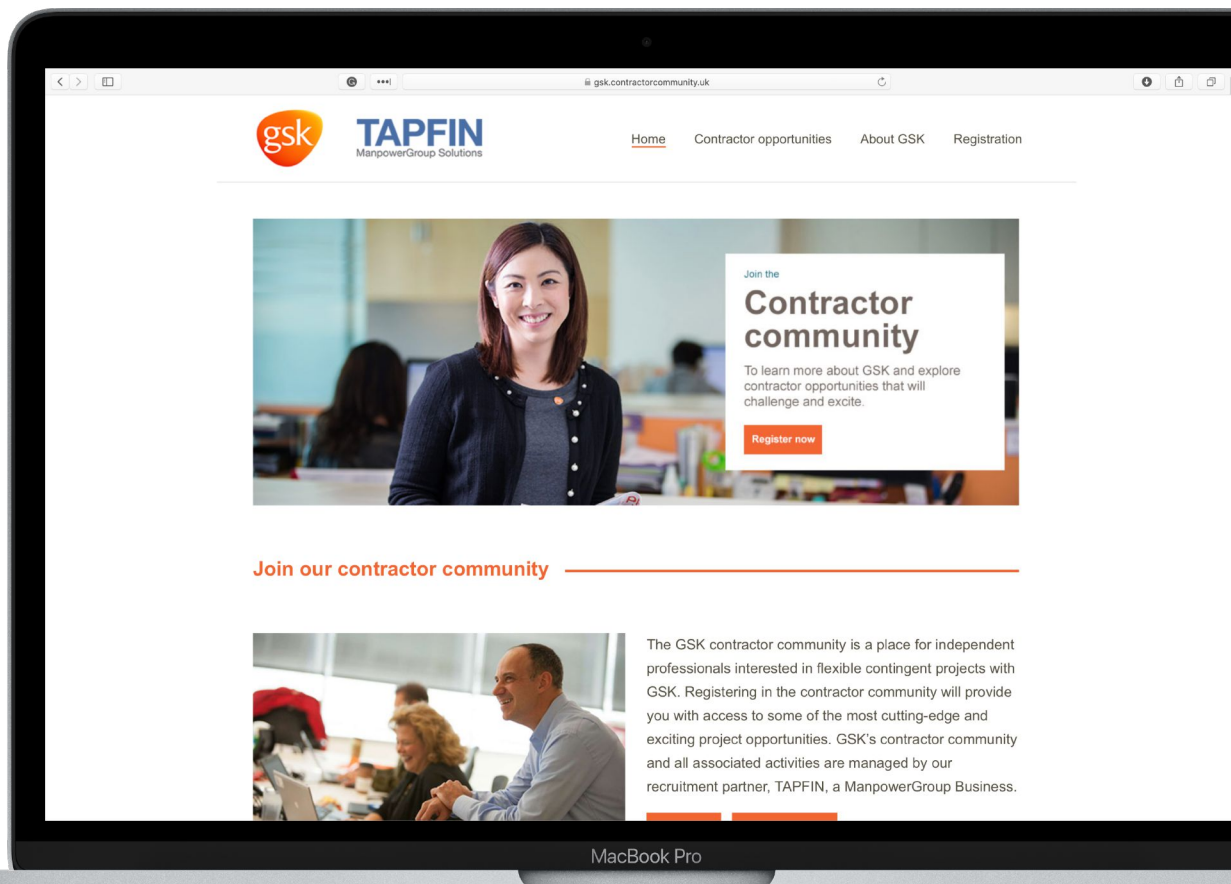 gsk.contractorcommunity.uk
gsk
TAPFIN
ManpowerGroup Solutions
Home
Contractor opportunities
About GSK
Registration
Join the
Contractor
community
To learn more about GSK and explore
contractor opportunities that will
challenge and excite.
Register now
Join our contractor community
The GSK contractor community is a place for independent
professionals interested in flexible contingent projects with
GSK. Registering in the contractor community will provide
you with access to some of the most cutting-edge and
exciting project opportunities. GSK's contractor community
and all associated activities are managed by our
recruitment partner, TAPFIN, a ManpowerGroup Business.
MacBook Pro